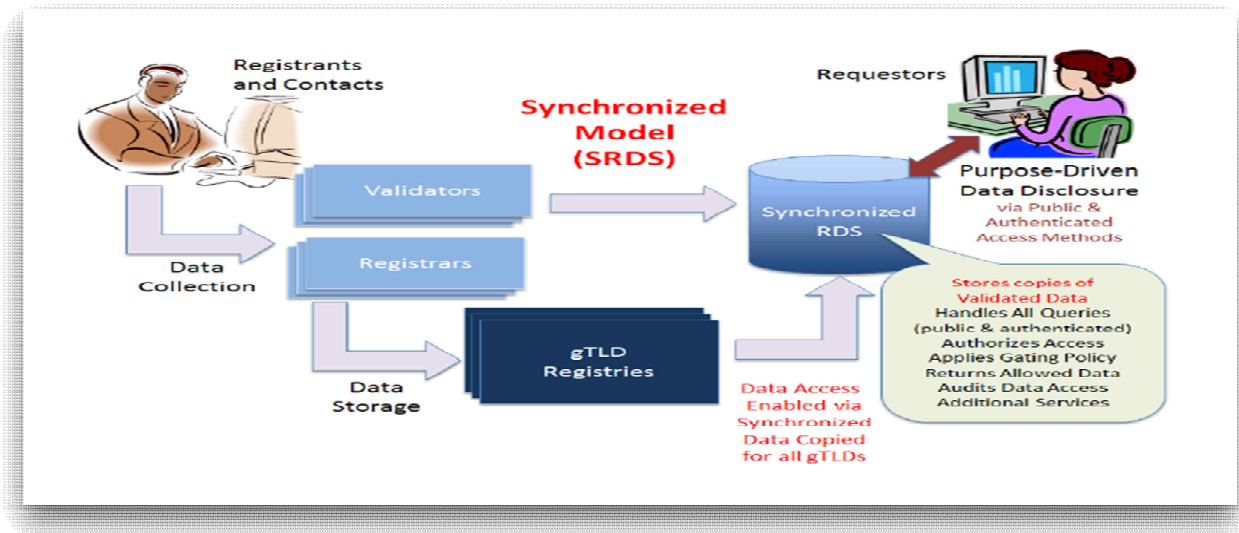 Registrants
and Contacts
Synchronized
Model
(SRDS)
Requestors
Validators
Registrars
Data
Collection
Synchronized
RDS
Purpose-Driven
Data Disclosure
via Public &
Authenticated
Access Methods
gTLD
Registries
Data
Storage
Data Access
Enabled via
Synchronized
Data Copied
for all gTLDs
Stores copies of
Validated Data
Handles All Queries
(public & authenticated)
Authorizes Access
Applies Gating Policy
Returns Allowed Data
Audits Data Access
Additional Services